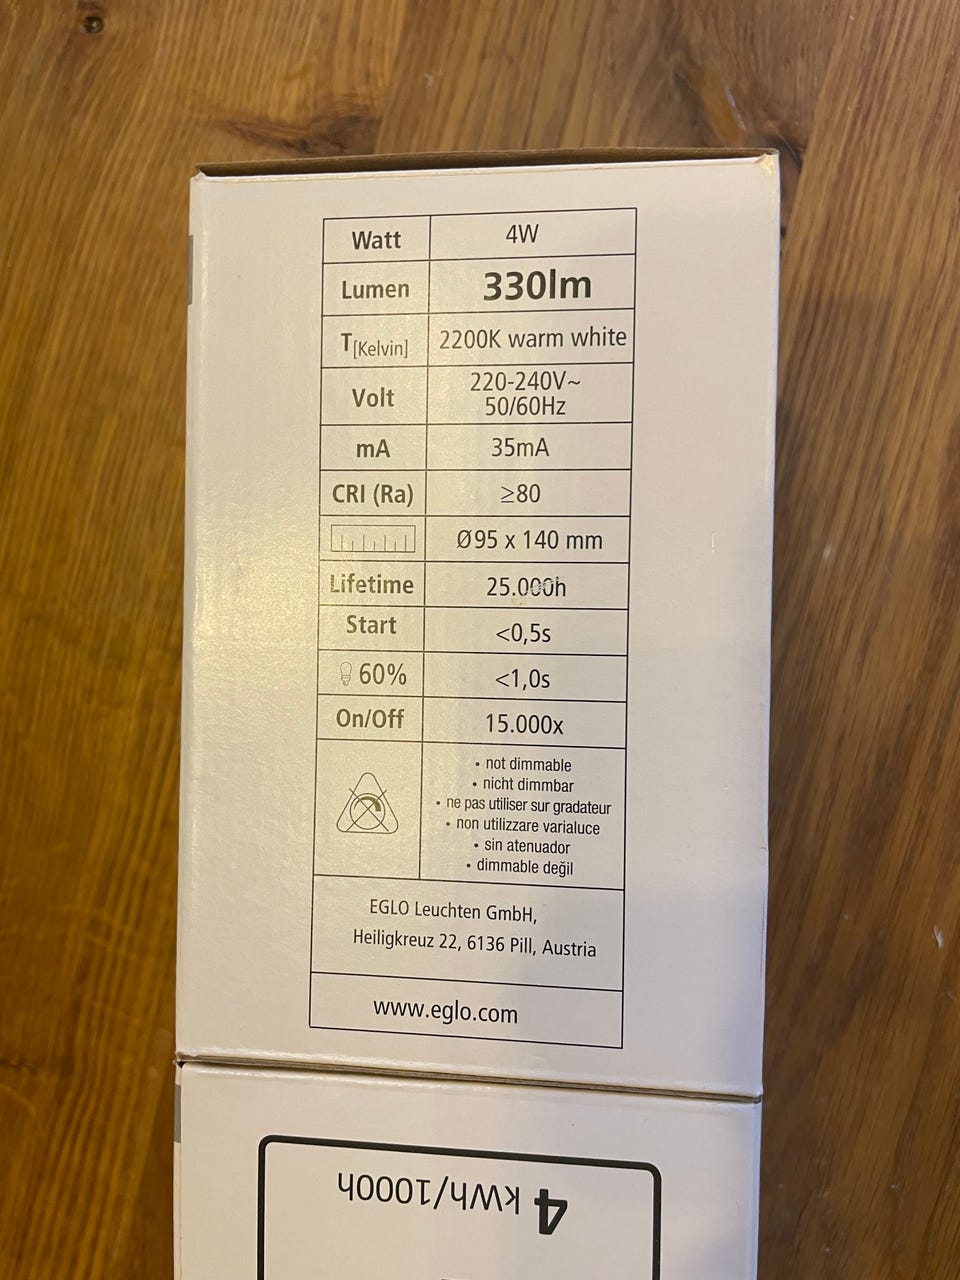 Watt 4W
Lumen 330lm
T[Kelvin] 2200K warm white
Volt 220-240V~
50/60Hz
mA 35mA
CRI (Ra) ≥80
Ø95 x 140 mm
Lifetime 25.000h
Start <0,5s
60% <1,0s
On/Off 15.000x
• not dimmable
• nicht dimmbar
• ne pas utiliser sur gradateur
• non utilizzare varialuce
• sin atenuador
• dimmable değil
EGLO Leuchten GmbH,
Heiligkreuz 22, 6136 Pill, Austria
www.eglo.com
4 kWh/1000h